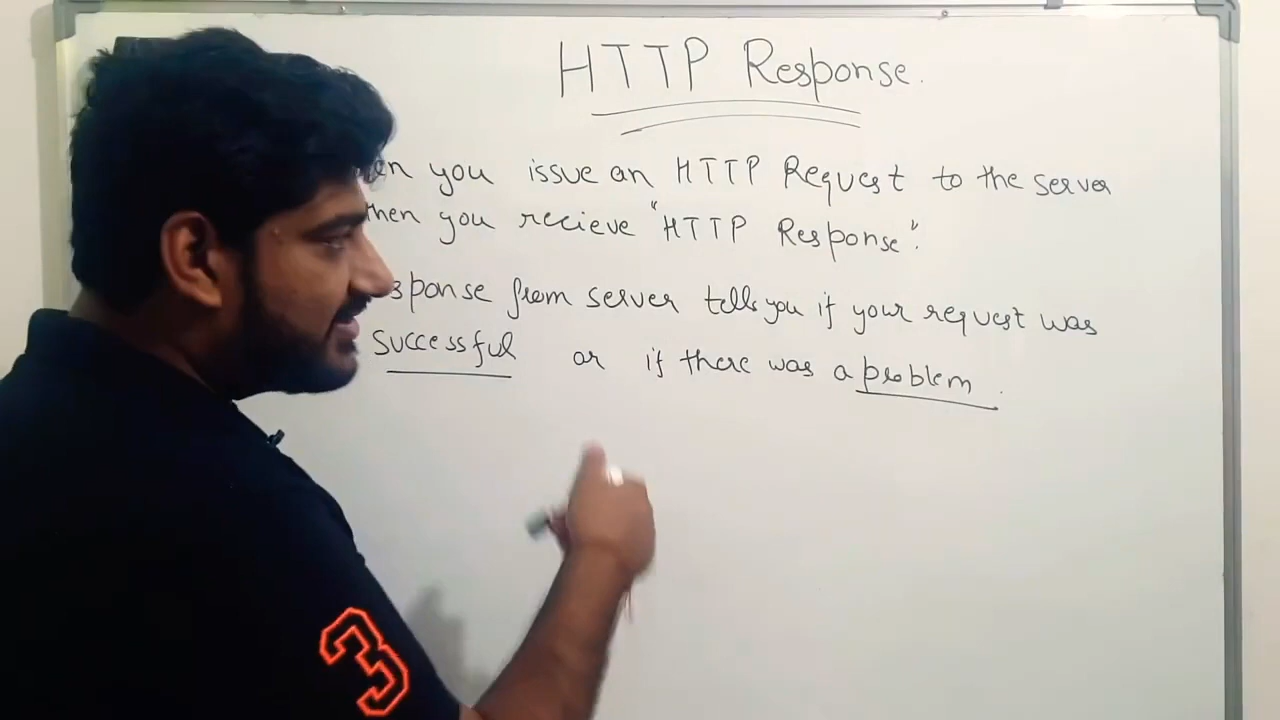 HTTP Response.
en you issue an HTTP Request to the server
hen you recieve "HTTP Response".
sponse from server tells you if your request was
successful or if there was a problem.
3